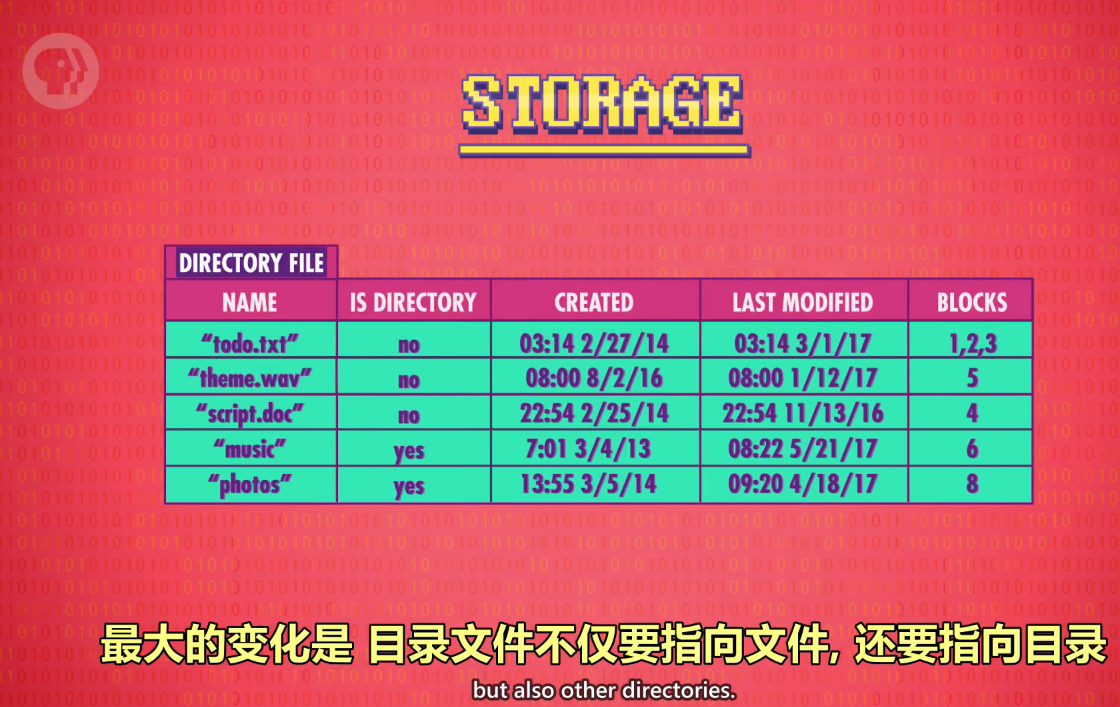 STORAGE
DIRECTORY FILE
NAME IS DIRECTORY CREATED LAST MODIFIED BLOCKS
“todo.txt” no 03:14 2/27/14 03:14 3/1/17 1,2,3
“theme.wav” no 08:00 8/2/16 08:00 1/12/17 5
“script.doc” no 22:54 2/25/14 22:54 11/13/16 4
“music” yes 7:01 3/4/13 08:22 5/21/17 6
“photos” yes 13:55 3/5/14 09:20 4/18/17 8
最大的变化是 目录文件不仅要指向文件, 还要指向目录
but also other directories.